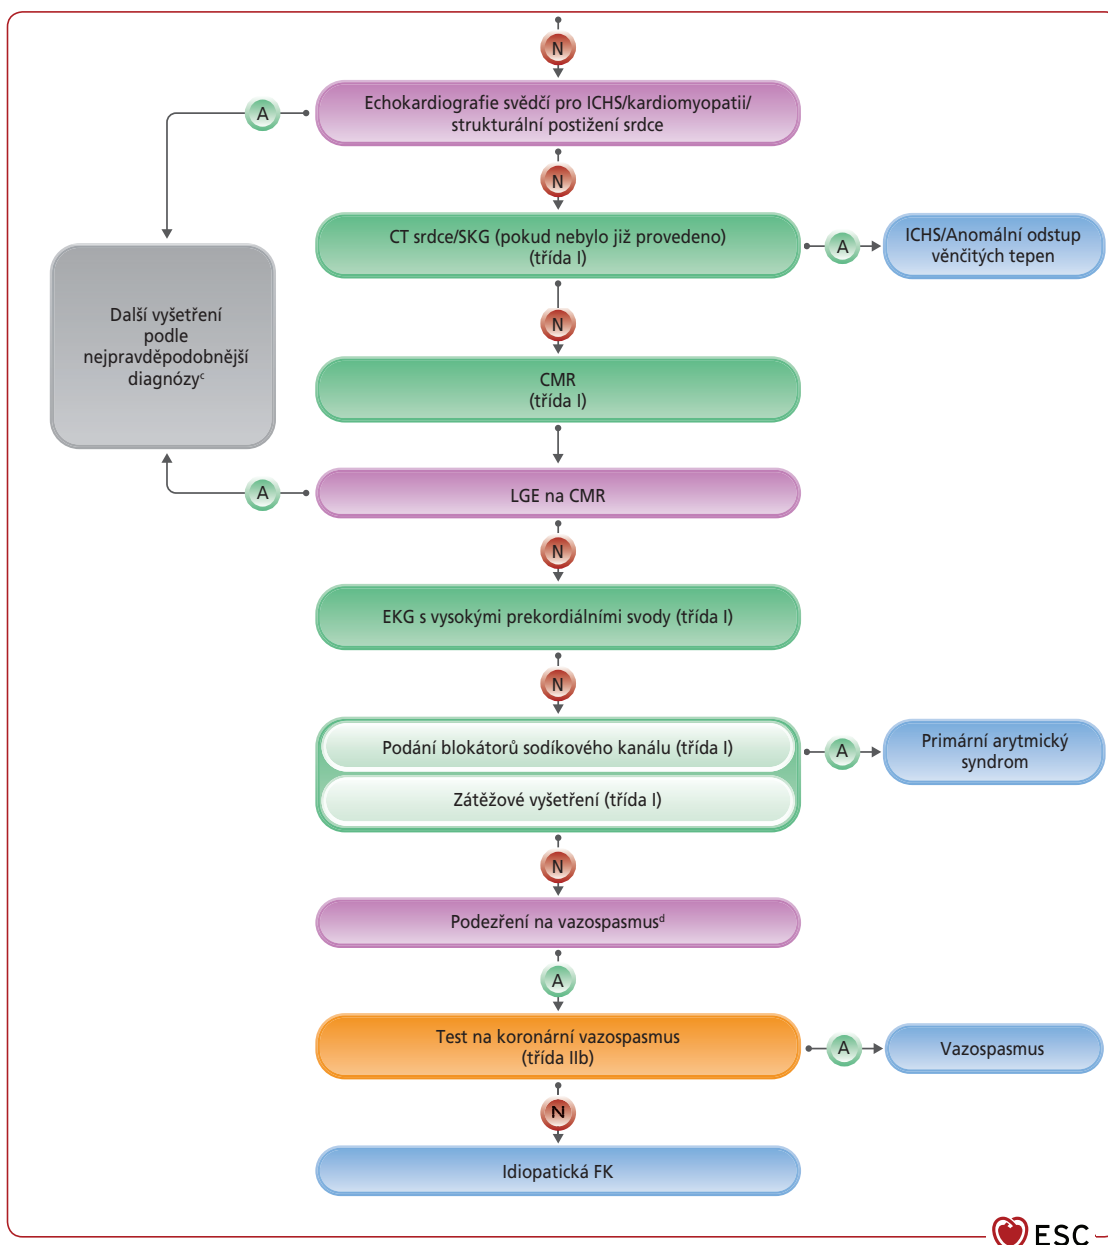 N
Echokardiografie svědčí pro ICHS/kardiomyopatii/
strukturální postižení srdce
A
N
CT srdce/SKG (pokud nebylo již provedeno)
(třída I)
A
ICHS/Anomální odstup
věnčitých tepen
Další vyšetření
podle
nejpravděpodobnější
diagnózyᶜ
N
CMR
(třída I)
A
LGE na CMR
N
EKG s vysokými prekordiálními svody (třída I)
N
Podání blokátorů sodíkového kanálu (třída I)
Zátěžové vyšetření (třída I)
A
Primární arytmický
syndrom
N
Podezření na vazospasmusᵈ
A
Test na koronární vazospasmus
(třída IIb)
A
Vazospasmus
N
Idiopatická FK
ESC